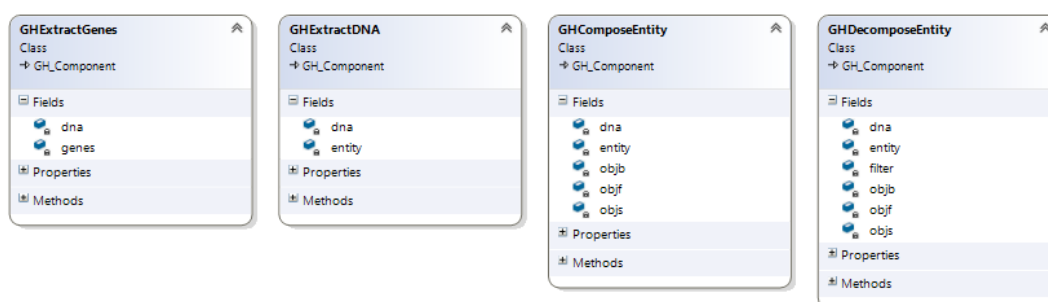 GHExtractGenes
Class
GH_Component
Fields
dna
genes
Properties
Methods
GHExtractDNA
Class
GH_Component
Fields
dna
entity
Properties
Methods
GHComposeEntity
Class
GH_Component
Fields
dna
entity
objb
objf
objs
Properties
Methods
GHDecomposeEntity
Class
GH_Component
Fields
dna
entity
filter
objb
objf
objs
Properties
Methods